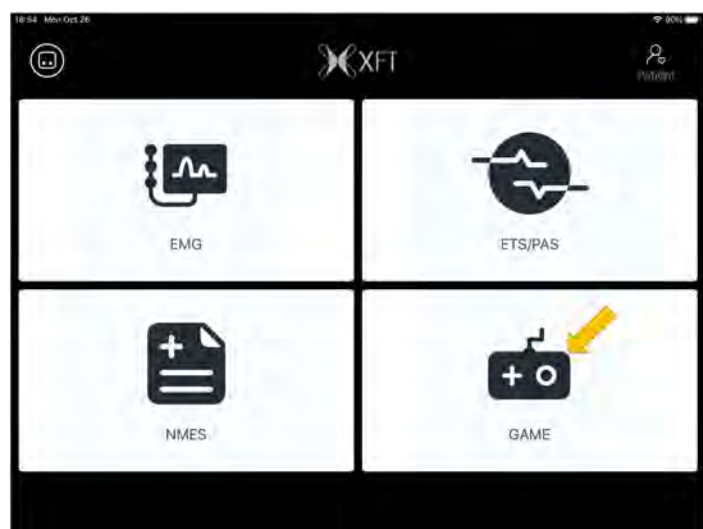 18:54 Mon Oct 26
XFT
Patient
EMG
ETS/PAS
NMES
GAME